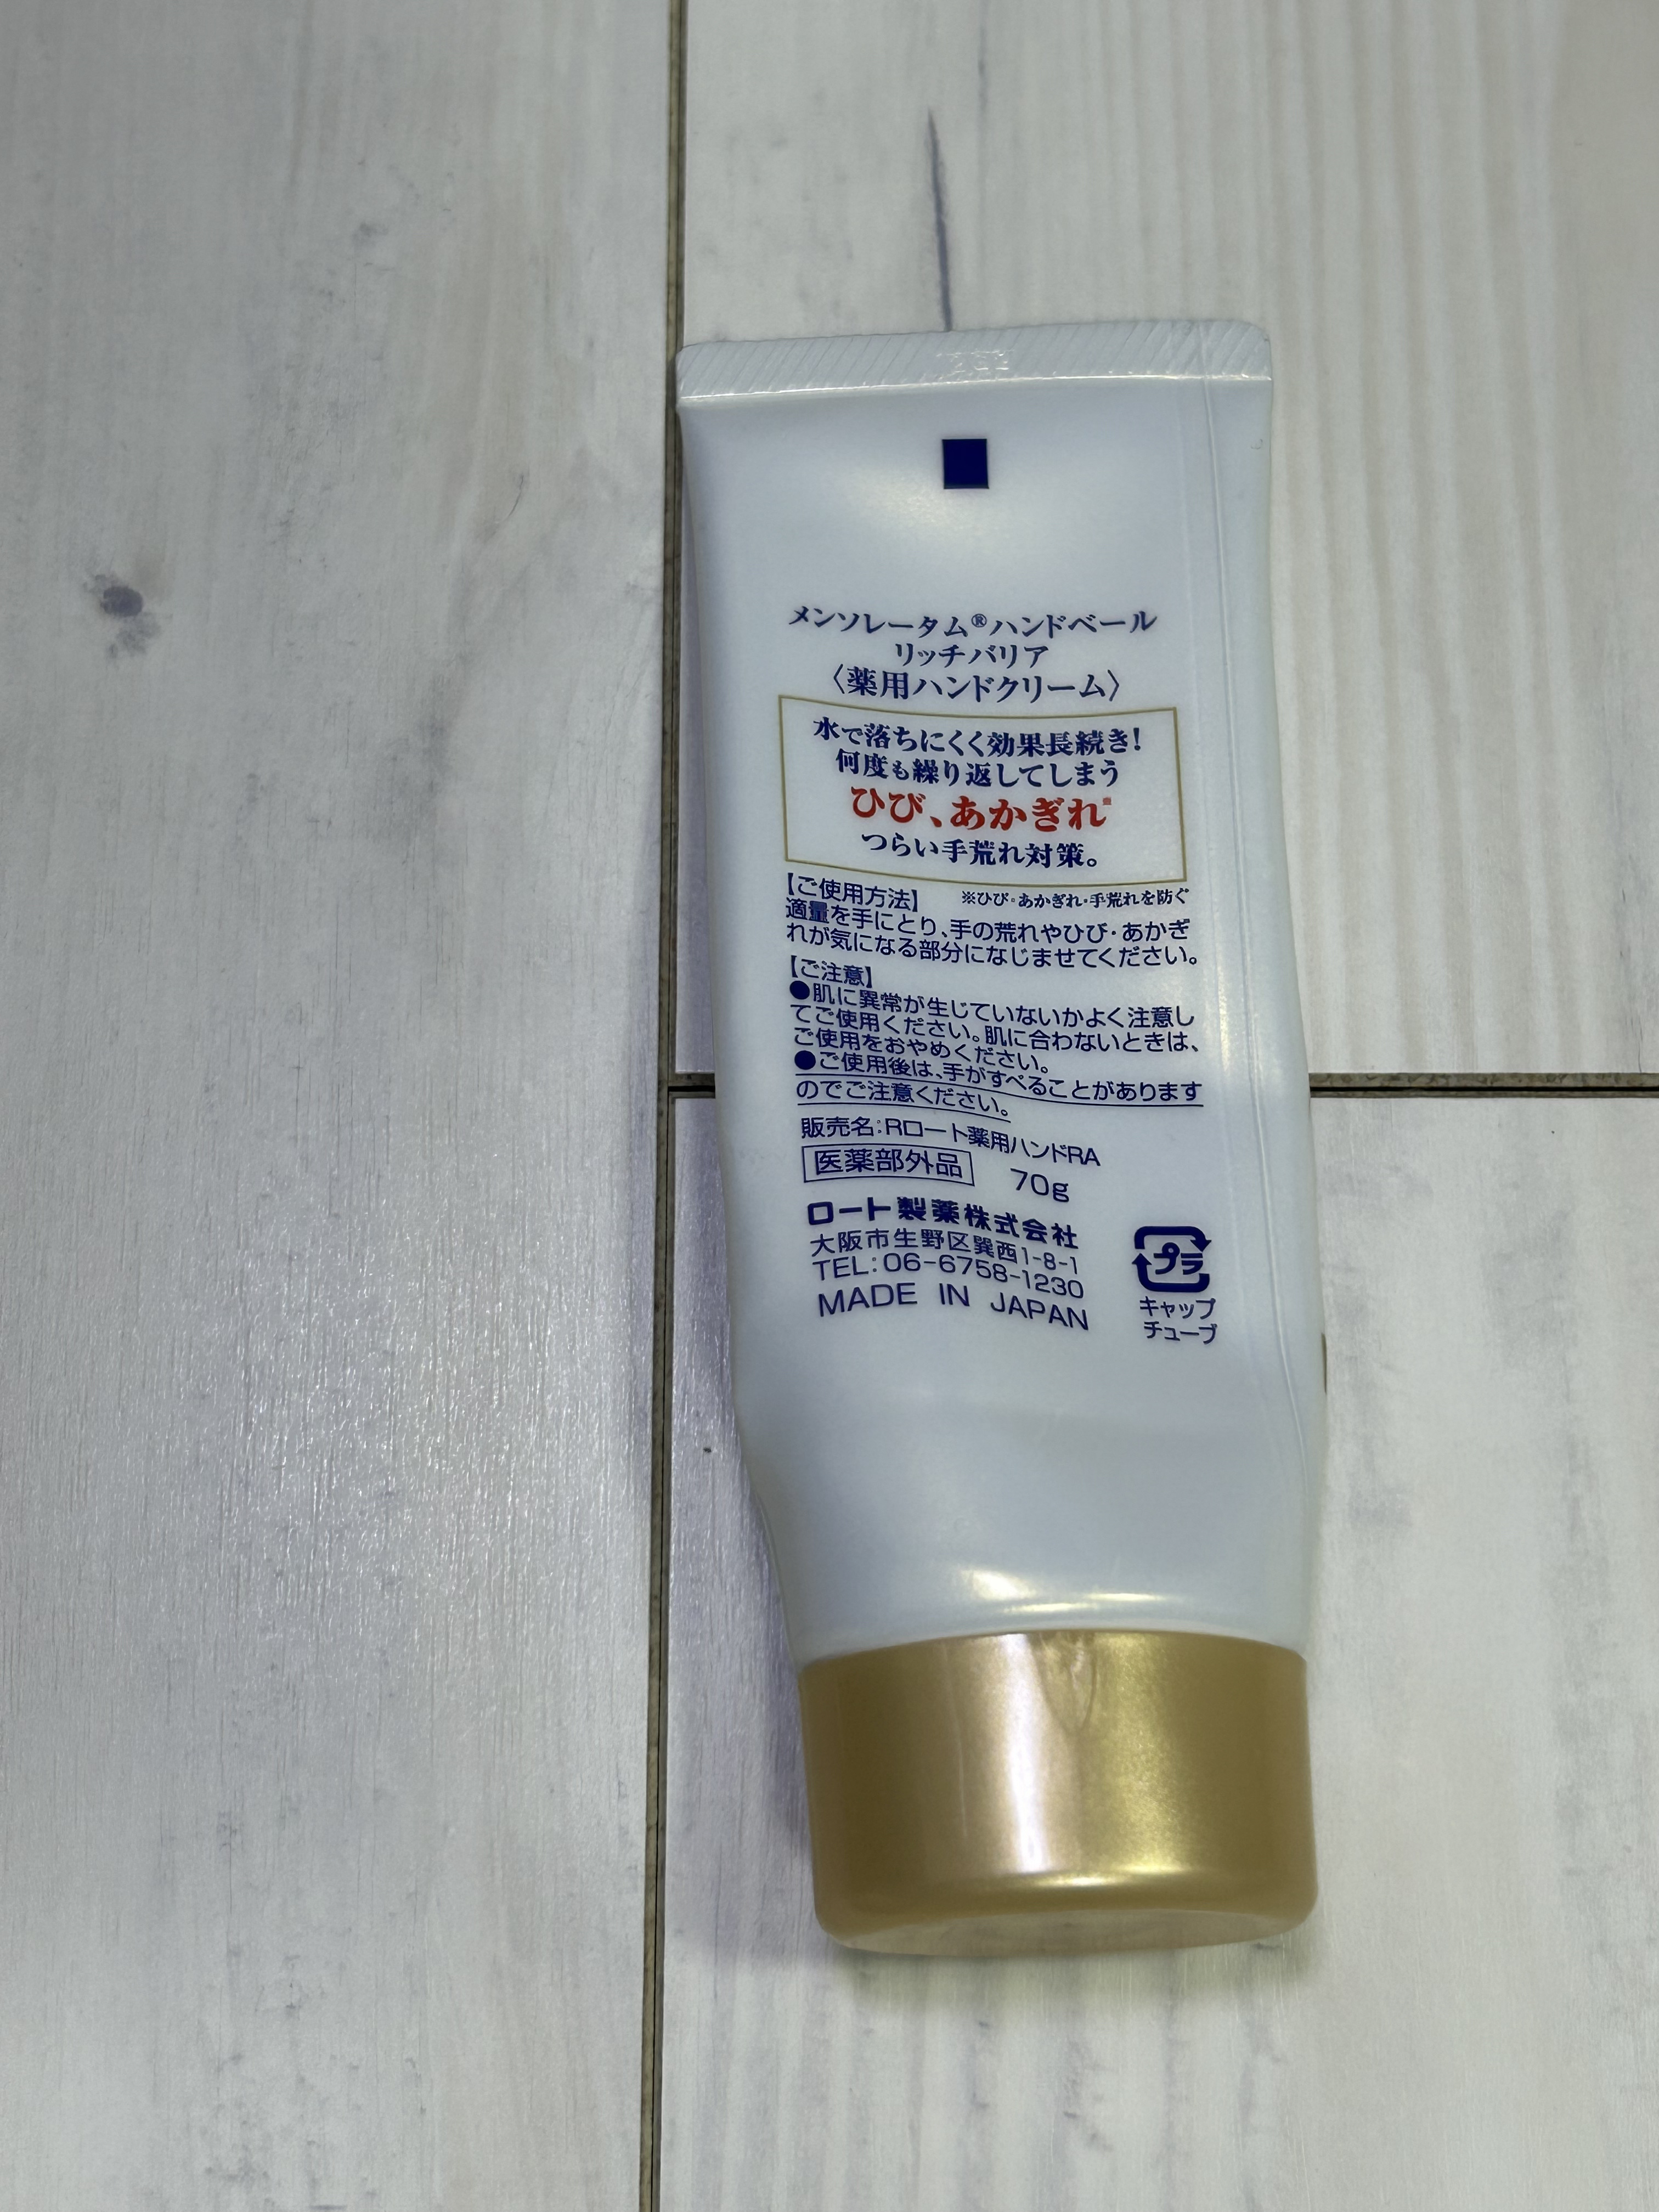 メンソレータム®ハンドベール
リッチバリア
〈薬用ハンドクリーム〉
水で落ちにくく効果長続き!
何度も繰り返してしまう
ひび、あかぎれ※
つらい手荒れ対策。
【ご使用方法】 ※ひび・あかぎれ・手荒れを防ぐ
適量を手にとり、手の荒れやひび・あかぎ
れが気になる部分になじませてください。
【ご注意】
●肌に異常が生じていないかよく注意し
てご使用ください。肌に合わないときは、
ご使用をおやめください。
●ご使用後は、手がすべることがあります
のでご注意ください。
販売名:Rロート薬用ハンドRA
医薬部外品 70g
ロート製薬株式会社
大阪市生野区巽西1-8-1
TEL:06-6758-1230
MADE IN JAPAN
プラ
キャップ
チューブ